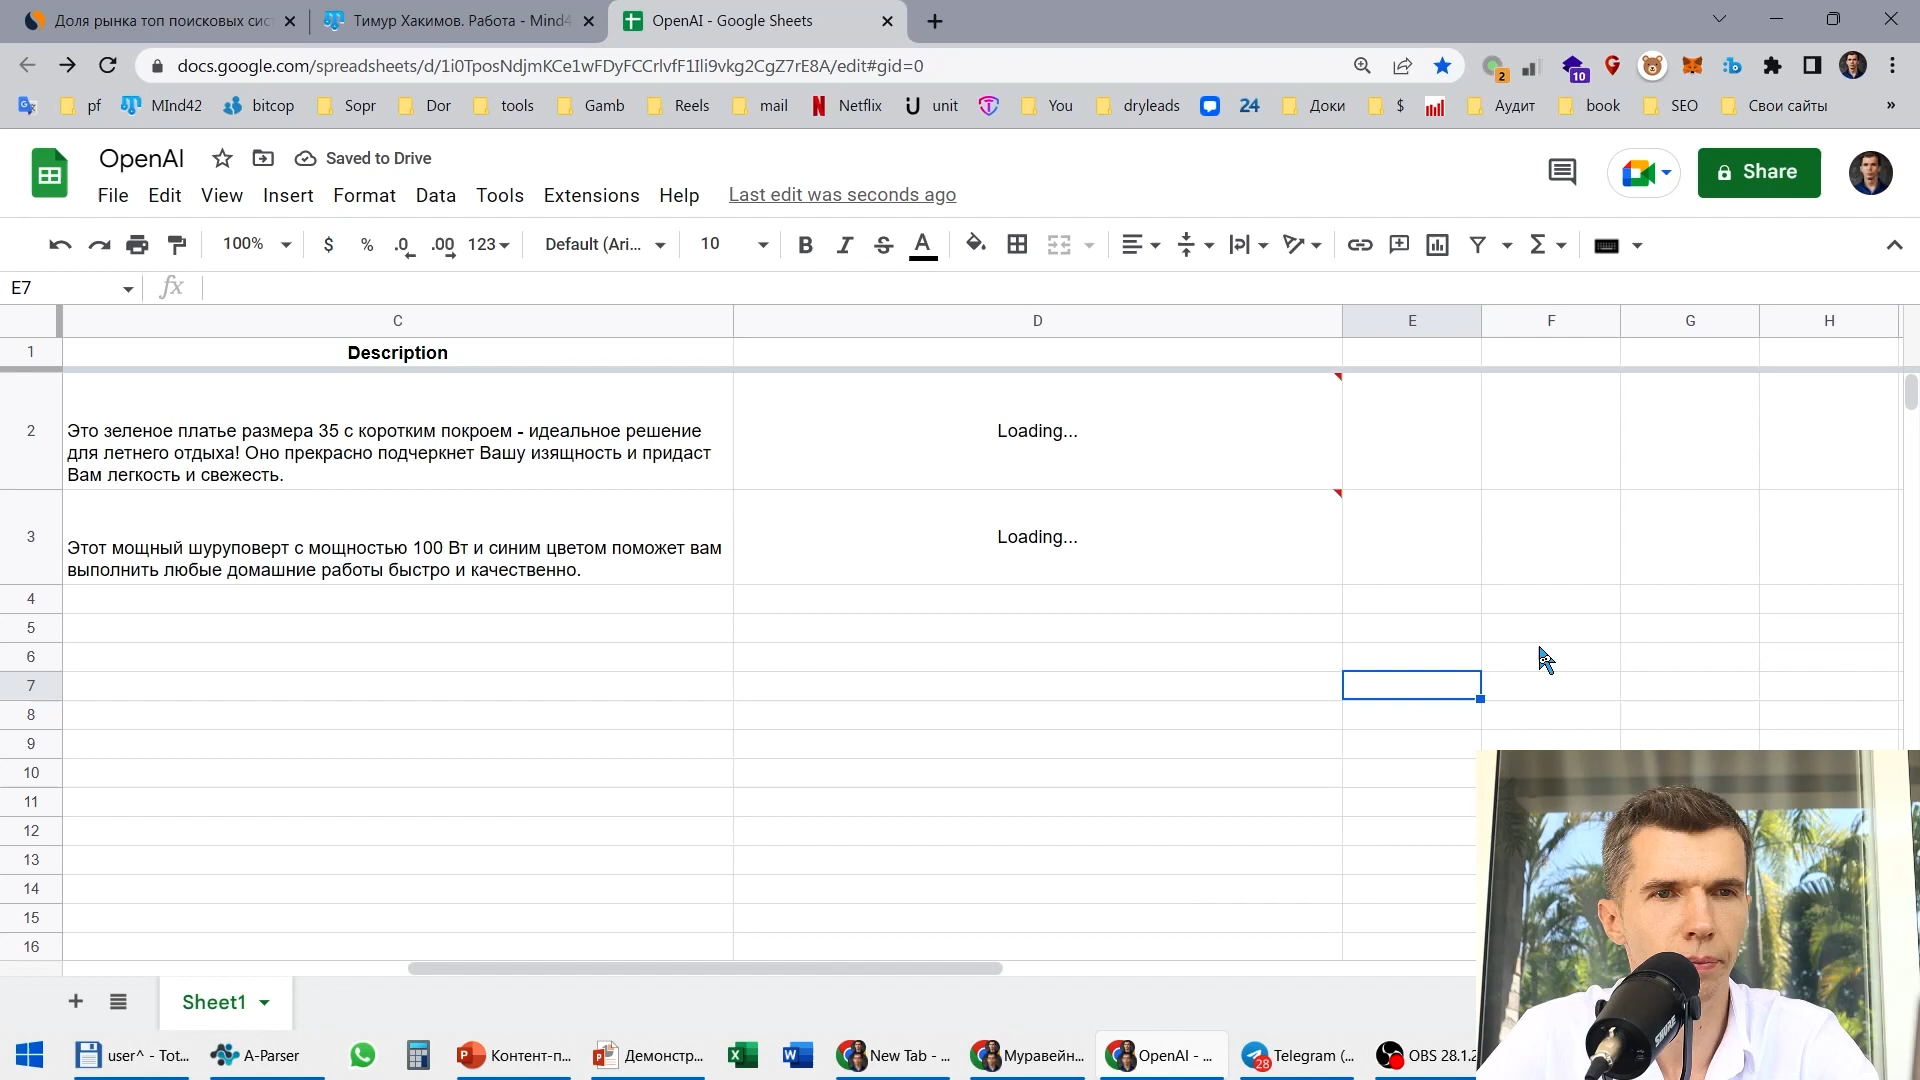 Доля рынка топ поисковых сис
Тимур Хакимов. Работа - Mind4
OpenAI - Google Sheets
docs.google.com/spreadsheets/d/1i0TposNdjmKCe1wFDyFCCrlvfF1Ili9vkg2CgZ7rE8A/edit#gid=0
2
10
pf
MInd42
bitcop
Sopr
Dor
tools
Gamb
Reels
mail
Netflix
unit
You
dryleads
24
Доки
$
Аудит
book
SEO
Свои сайты
»
OpenAI
Saved to Drive
File Edit View Insert Format Data Tools Extensions Help
Last edit was seconds ago
Share
100%
$
%
.0
.00
123
Default (Ari...
10
B
I
S
A
E7
fx
C D E F G H
1 Description
2
Это зеленое платье размера 35 с коротким покроем - идеальное решение
для летнего отдыха! Оно прекрасно подчеркнет Вашу изящность и придаст
Вам легкость и свежесть.
Loading...
3
Этот мощный шуруповерт с мощностью 100 Вт и синим цветом поможет вам
выполнить любые домашние работы быстро и качественно.
Loading...
4
5
6
7
8
9
10
11
12
13
14
15
16
Sheet1
user^ - Tot...
A-Parser
Контент-п...
Демонстр...
New Tab - ...
Муравейн...
OpenAI - ...
28
Telegram (...
OBS 28.1.2
SHURE